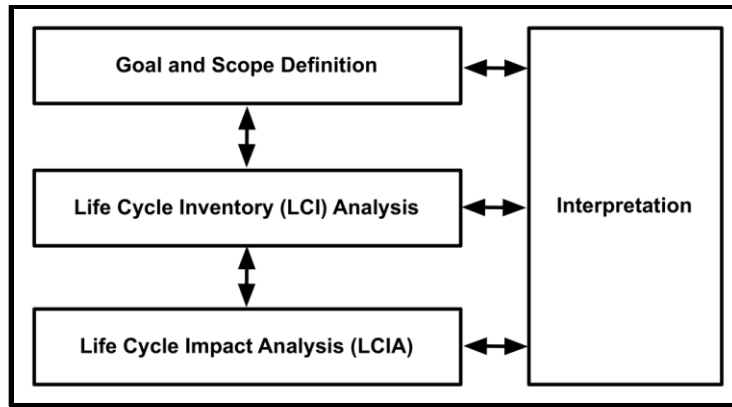 Goal and Scope Definition
Life Cycle Inventory (LCI) Analysis
Interpretation
Life Cycle Impact Analysis (LCIA)